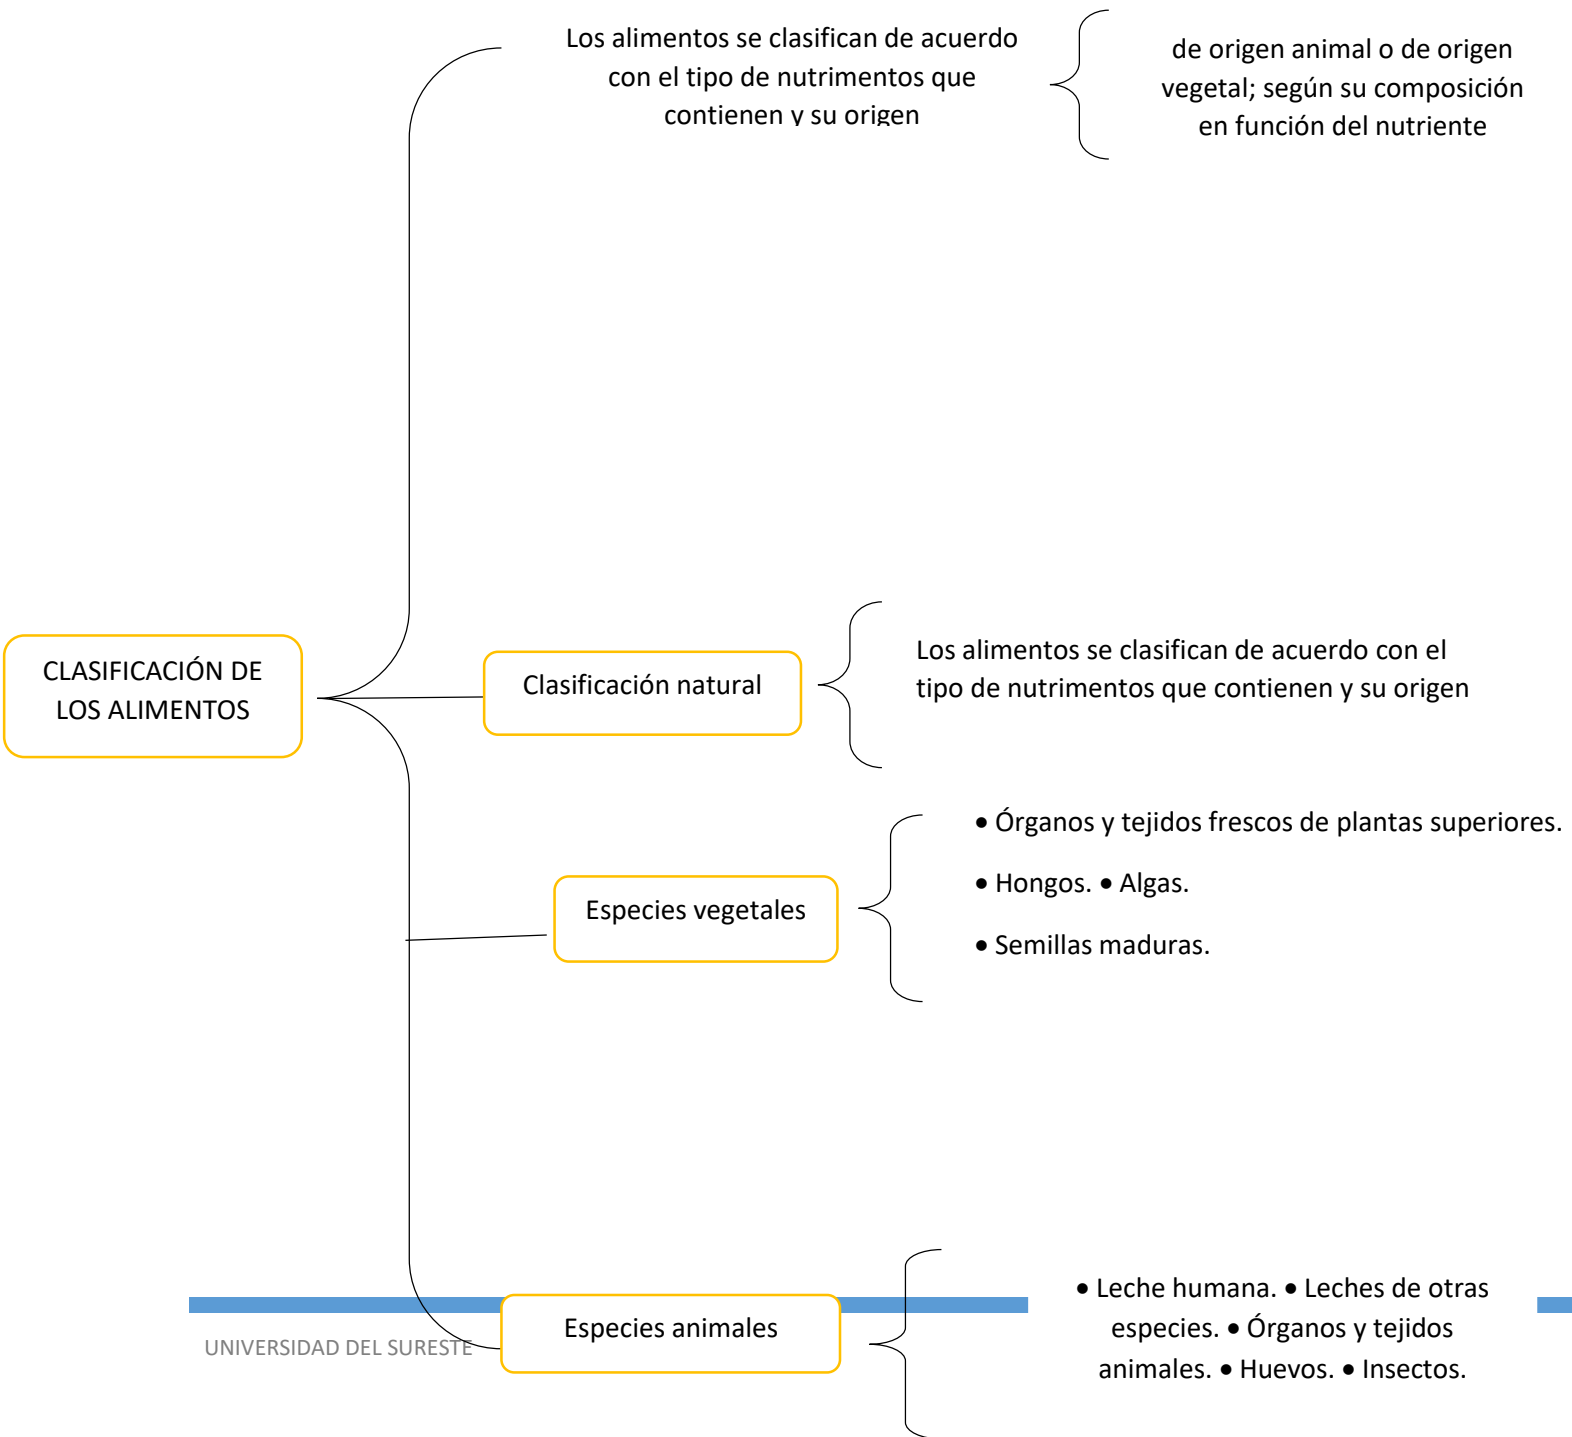 Los alimentos se clasifican de acuerdo
con el tipo de nutrimentos que
contienen y su origen
de origen animal o de origen
vegetal; según su composición
en función del nutriente
CLASIFICACIÓN DE
LOS ALIMENTOS
Clasificación natural
Los alimentos se clasifican de acuerdo con el
tipo de nutrimentos que contienen y su origen
Especies vegetales
• Órganos y tejidos frescos de plantas superiores.
• Hongos. • Algas.
• Semillas maduras.
Especies animales
• Leche humana. • Leches de otras
especies. • Órganos y tejidos
animales. • Huevos. • Insectos.
UNIVERSIDAD DEL SURESTE